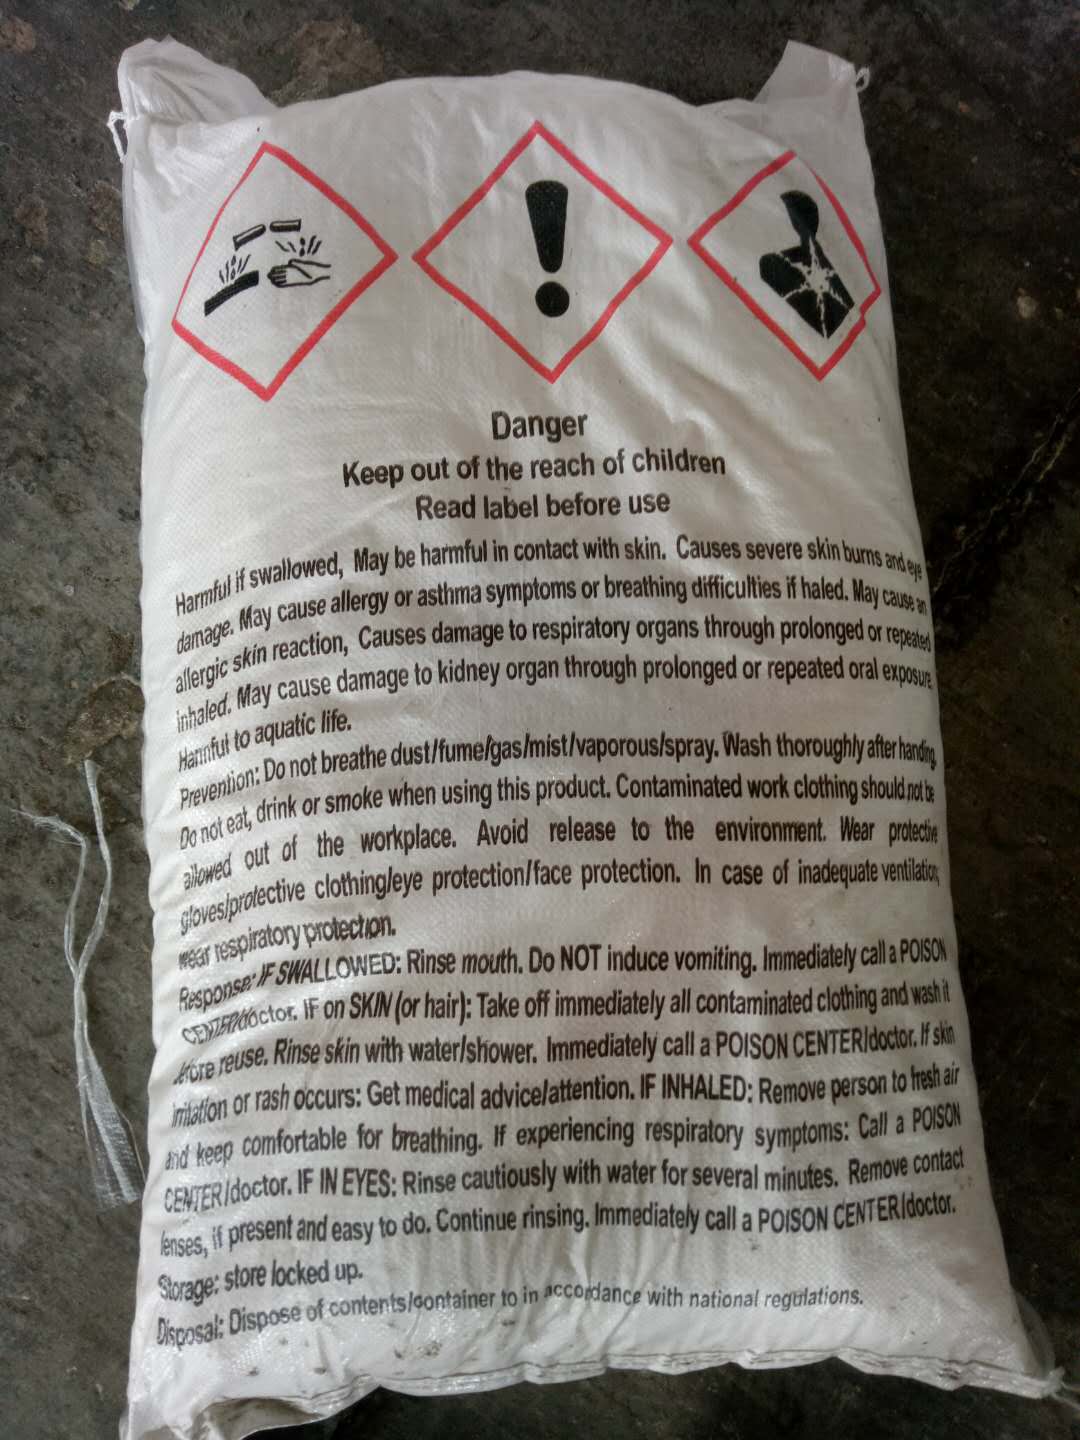 Danger
Keep out of the reach of children
Read label before use
Harmful if swallowed, May be harmful in contact with skin. Causes severe skin burns and eye
damage. May cause allergy or asthma symptoms or breathing difficulties if haled. May cause an
allergic skin reaction, Causes damage to respiratory organs through prolonged or repeated
inhaled. May cause damage to kidney organ through prolonged or repeated oral exposure.
Harmful to aquatic life.
Prevention: Do not breathe dust/fume/gas/mist/vaporous/spray. Wash thoroughly after handing.
Do not eat, drink or smoke when using this product. Contaminated work clothing should not be
allowed out of the workplace. Avoid release to the environment. Wear protective
gloves/protective clothing/eye protection/face protection. In case of inadequate ventilation,
wear respiratory protection.
Response: IF SWALLOWED: Rinse mouth. Do NOT induce vomiting. Immediately call a POISON
CENTER/doctor. IF on SKIN (or hair): Take off immediately all contaminated clothing and wash it
before reuse. Rinse skin with water/shower. Immediately call a POISON CENTER/doctor. If skin
irritation or rash occurs: Get medical advice/attention. IF INHALED: Remove person to fresh air
and keep comfortable for breathing. If experiencing respiratory symptoms: Call a POISON
CENTER/doctor. IF IN EYES: Rinse cautiously with water for several minutes. Remove contact
lenses, if present and easy to do. Continue rinsing. Immediately call a POISON CENTER/doctor.
Storage: store locked up.
Disposal: Dispose of contents/container to in accordance with national regulations.